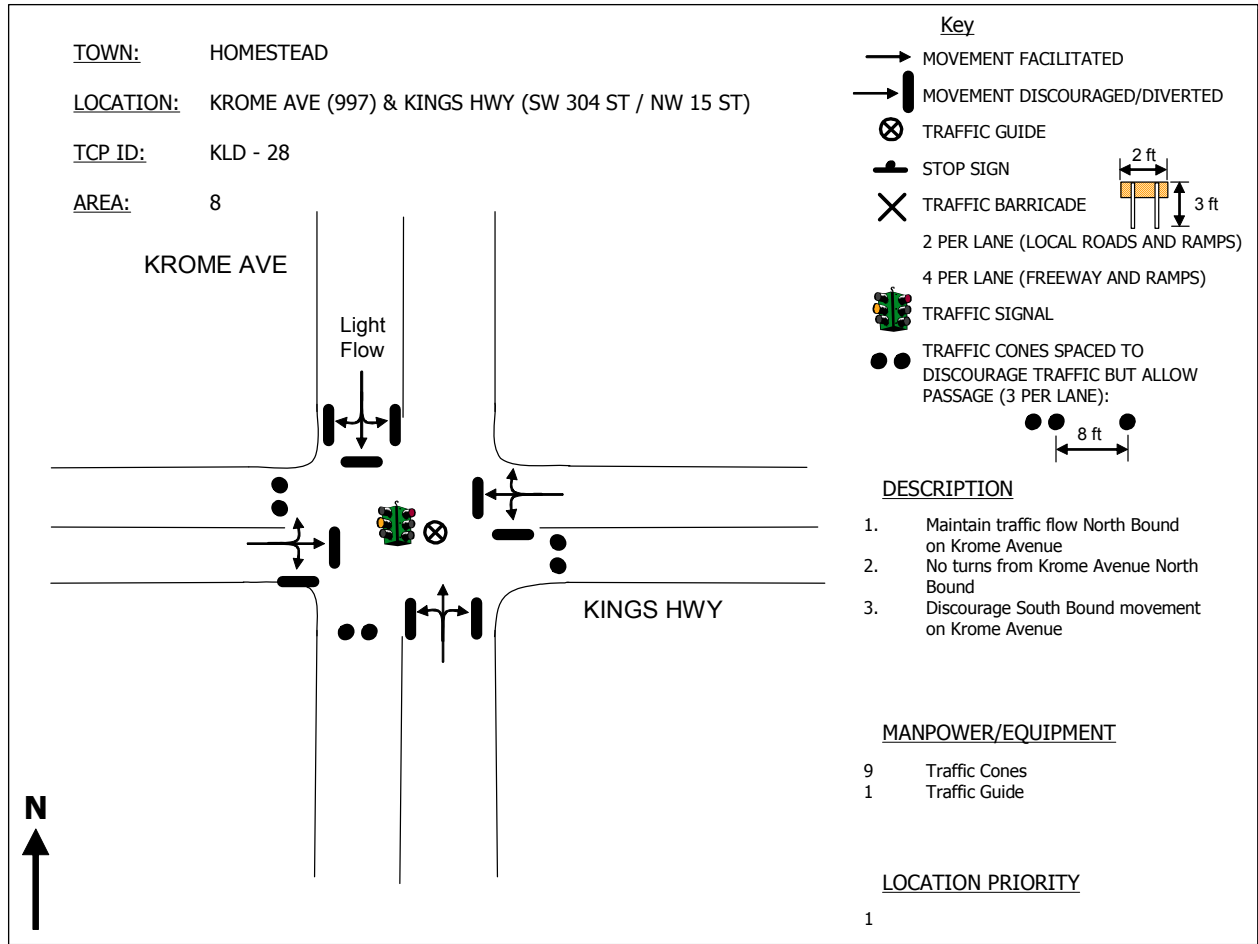 TOWN: HOMESTEAD
LOCATION: KROME AVE (997) & KINGS HWY (SW 304 ST / NW 15 ST)
TCP ID: KLD - 28
AREA: 8
KROME AVE
Light
Flow
KINGS HWY
N
Key
MOVEMENT FACILITATED
MOVEMENT DISCOURAGED/DIVERTED
TRAFFIC GUIDE
STOP SIGN
TRAFFIC BARRICADE
2 ft
3 ft
2 PER LANE (LOCAL ROADS AND RAMPS)
4 PER LANE (FREEWAY AND RAMPS)
TRAFFIC SIGNAL
TRAFFIC CONES SPACED TO
DISCOURAGE TRAFFIC BUT ALLOW
PASSAGE (3 PER LANE):
8 ft
DESCRIPTION
1. Maintain traffic flow North Bound
on Krome Avenue
2. No turns from Krome Avenue North
Bound
3. Discourage South Bound movement
on Krome Avenue
MANPOWER/EQUIPMENT
9 Traffic Cones
1 Traffic Guide
LOCATION PRIORITY
1